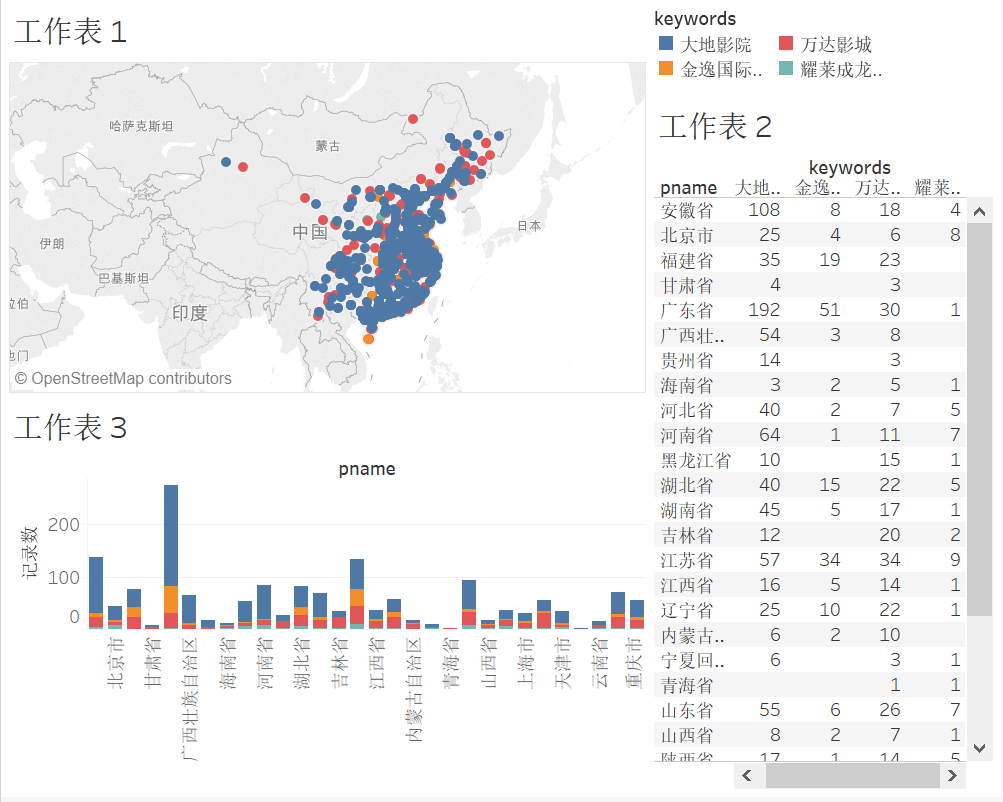 工作表 1
哈萨克斯坦
蒙古
中国
日本
伊朗
巴基斯坦
拉伯
印度
也门
© OpenStreetMap contributors
keywords
大地影院 万达影城
金逸国际.. 耀莱成龙..
工作表 2
keywords
pname 大地.. 金逸.. 万达.. 耀莱..
安徽省 108 8 18 4
北京市 25 4 6 8
福建省 35 19 23
甘肃省 4 3
广东省 192 51 30 1
广西壮.. 54 3 8
贵州省 14 3
海南省 3 2 5 1
河北省 40 2 7 5
河南省 64 1 11 7
黑龙江省 10 15 1
湖北省 40 15 22 5
湖南省 45 5 17 1
吉林省 12 20 2
江苏省 57 34 34 9
江西省 16 5 14 1
辽宁省 25 10 22 1
内蒙古.. 6 2 10
宁夏回.. 6 3 1
青海省 1 1
山东省 55 6 26 7
山西省 8 2 7 1
陕西省 17 1 14 5
工作表 3
pname
记录数
200
100
0
北京市
甘肃省
广西壮族自治区
海南省
河南省
湖北省
吉林省
江西省
内蒙古自治区
青海省
山西省
上海市
天津市
云南省
重庆市